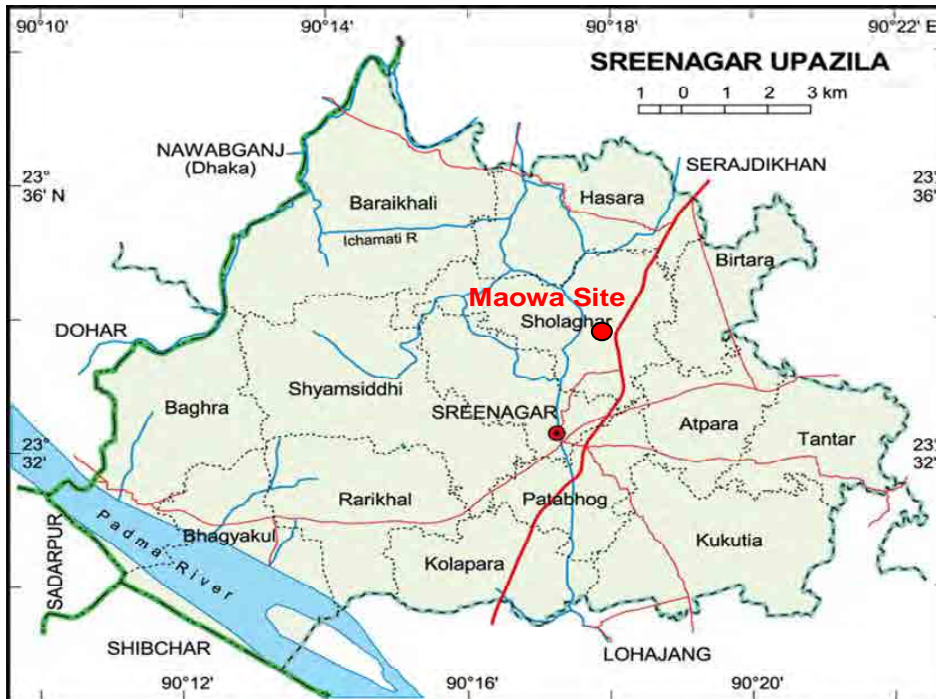 90°10'
90°14'
90°18'
90°22' E
SREENAGAR UPAZILA
1 0 1 2 3 km
NAWABGANJ
(Dhaka)
SERAJDIKHAN
23°
36' N
23°
36'
Hasara
Baraikhali
Ichamati R
Birtara
Maowa Site
Sholaghar
DOHAR
Shyamsiddhi
Baghra
SREENAGAR
Atpara
Tantar
23°
32'
23°
32'
Rarikhal
Patabhog
Bhagyakul
Kukutia
Kolapara
Padma River
SADARPUR
SHIBCHAR
LOHAJANG
90°12'
90°16'
90°20'